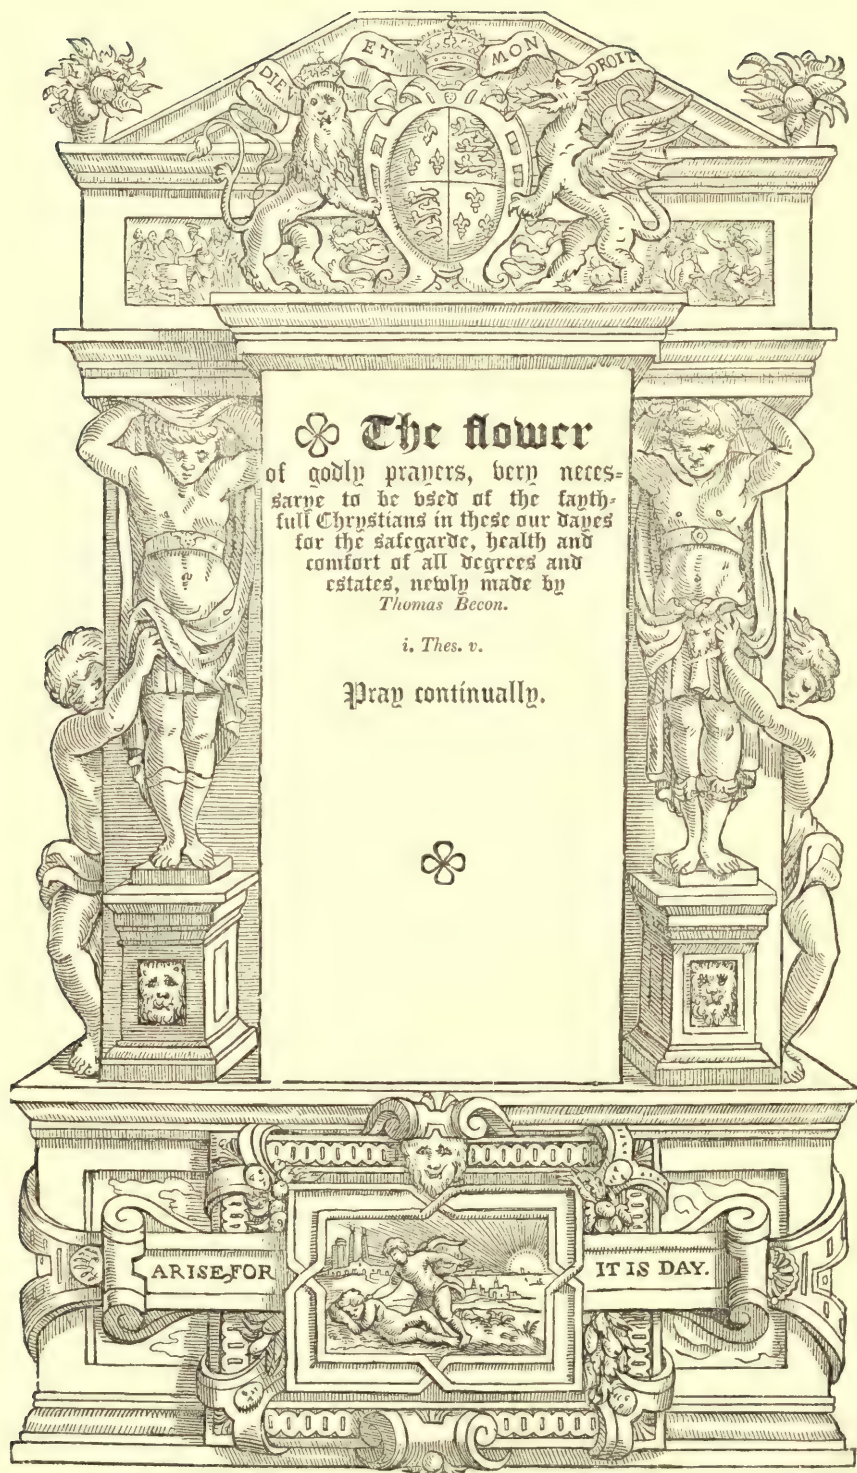 DIEV ET MON DROIT
The flower
of godly prayers, very neces=
sarye to be vsed of the fayth=
full Chrystians in these our dayes
for the safegarde, health and
comfort of all degrees and
estates, newly made by
Thomas Becon.
i. Thes. v.
Pray continually.
ARISE, FOR IT IS DAY.